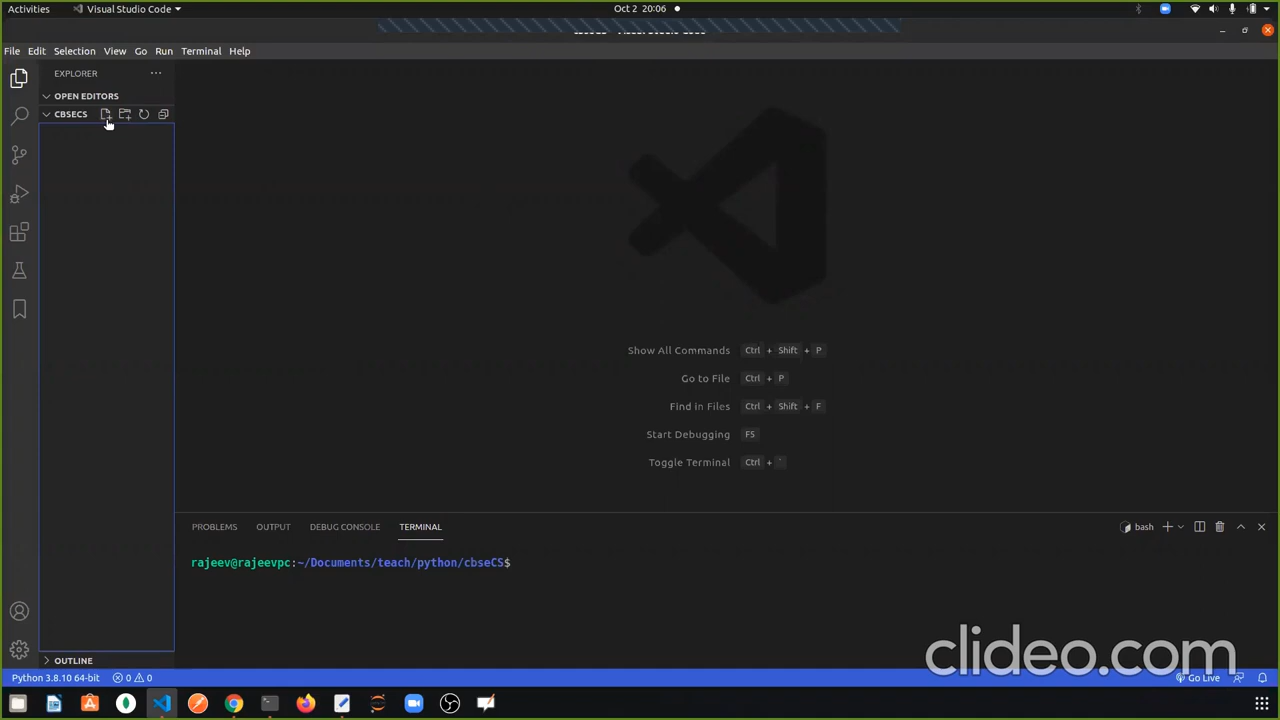 Activities
Visual Studio Code
Oct 2 20:06
File Edit Selection View Go Run Terminal Help
EXPLORER
OPEN EDITORS
CBSECS
Show All Commands Ctrl + Shift + P
Go to File Ctrl + P
Find in Files Ctrl + Shift + F
Start Debugging F5
Toggle Terminal Ctrl + `
PROBLEMS OUTPUT DEBUG CONSOLE TERMINAL
bash
rajeev@rajeevpc:~/Documents/teach/python/cbseCS$
OUTLINE
Python 3.8.10 64-bit 0 0
Go Live
clideo.com